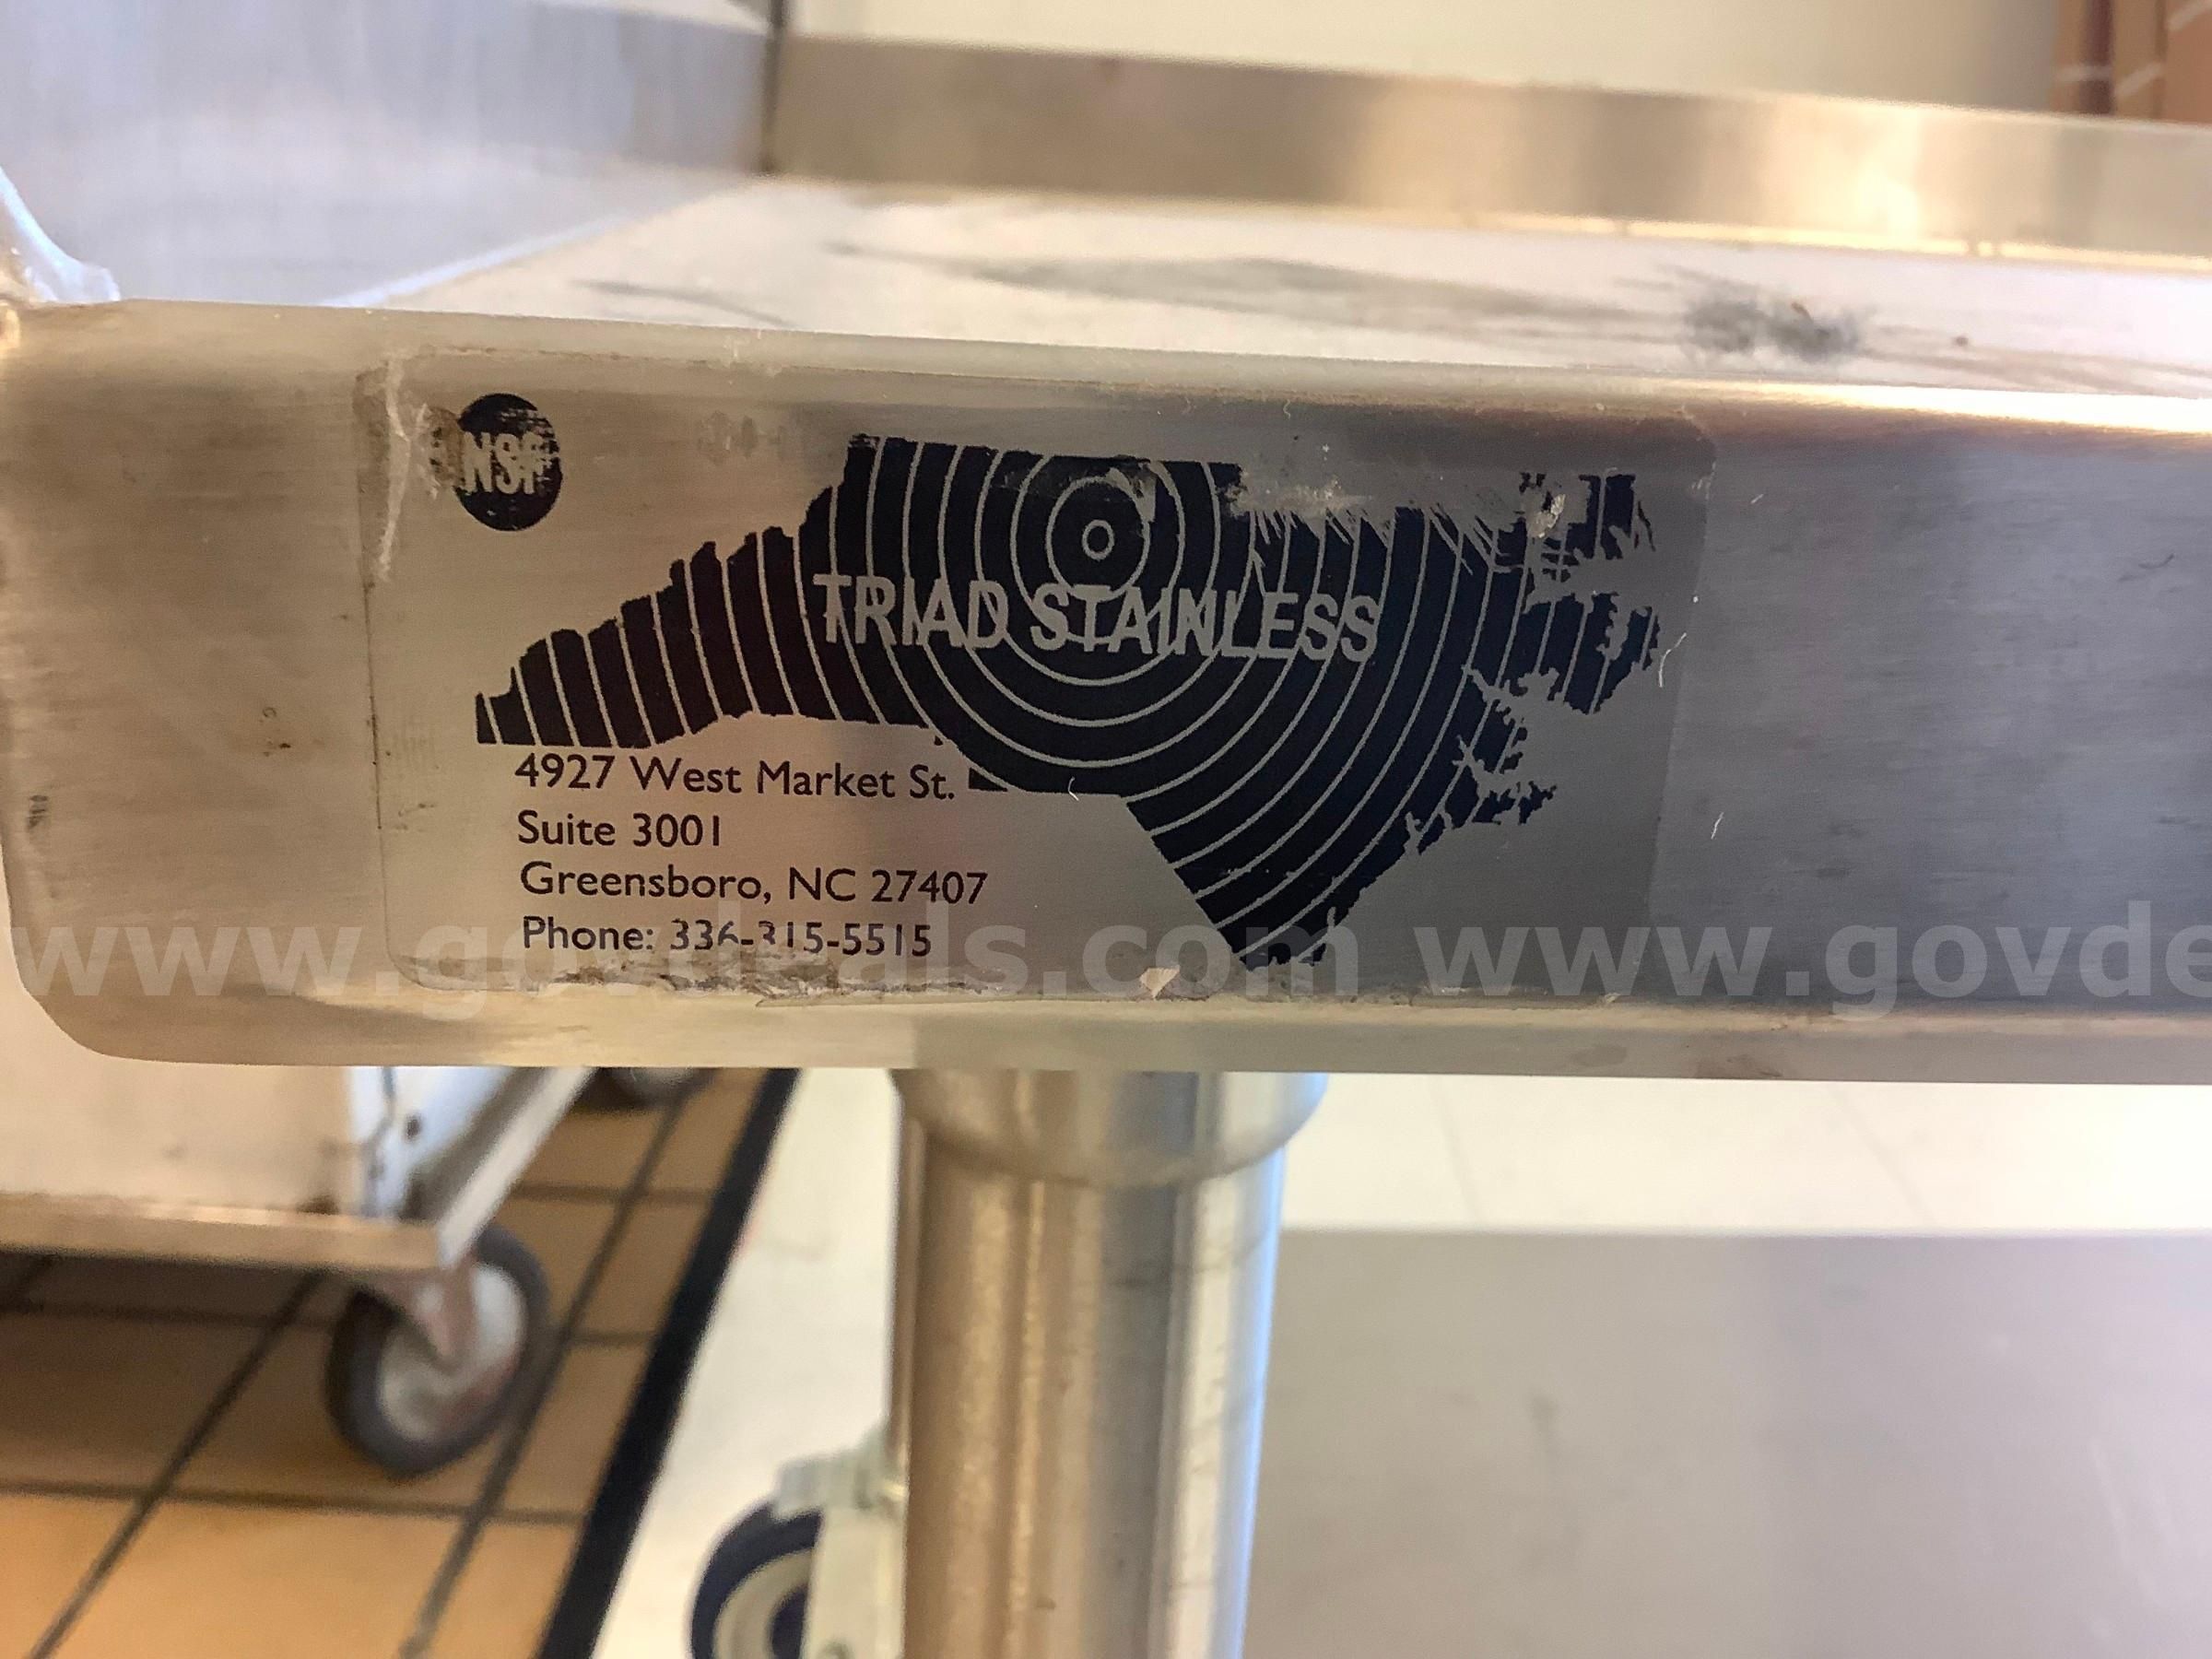 NSF
TRIAD STAINLESS
4927 West Market St.
Suite 3001
Greensboro, NC 27407
Phone: 336-315-5515
www.govdeals.com www.govde